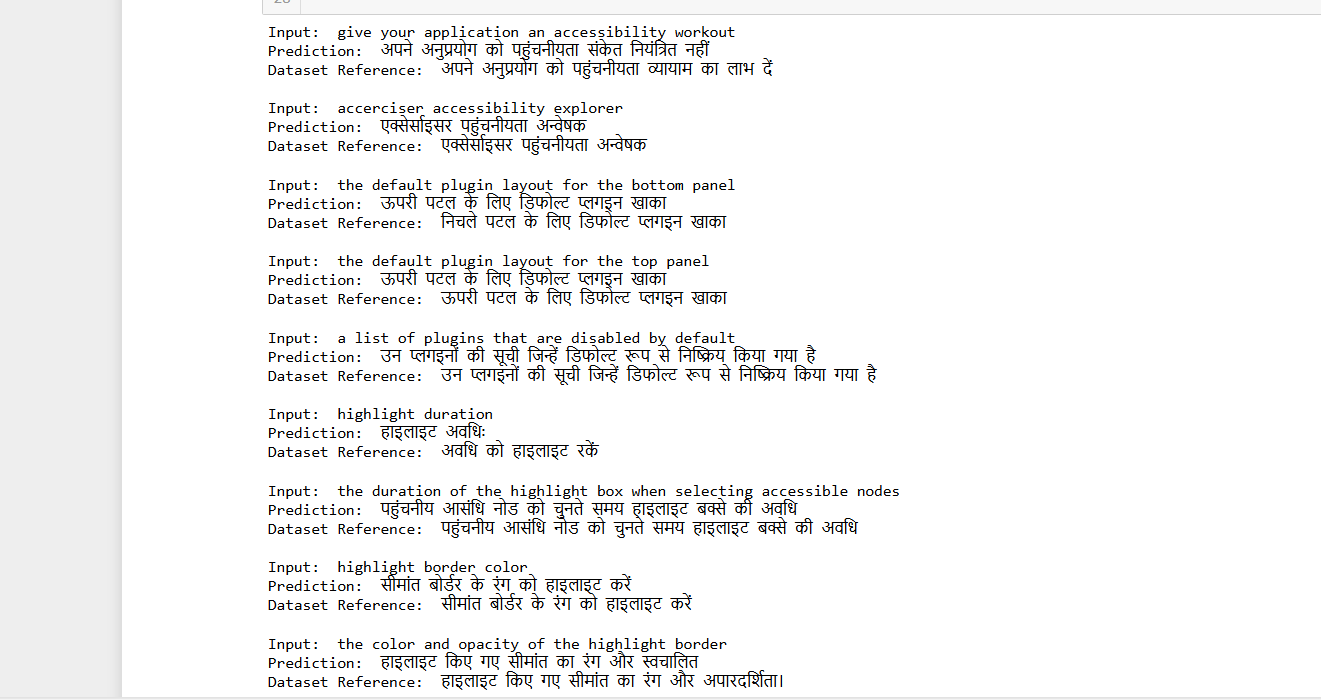 Input:  give your application an accessibility workout
Prediction:  अपने अनुप्रयोग को पहुंचनीयता संकेत नियंत्रित नहीं
Dataset Reference:  अपने अनुप्रयोग को पहुंचनीयता व्यायाम का लाभ दें
Input:  accerciser accessibility explorer
Prediction:  एक्सेर्साइसर पहुंचनीयता अन्वेषक
Dataset Reference:  एक्सेर्साइसर पहुंचनीयता अन्वेषक
Input:  the default plugin layout for the bottom panel
Prediction:  ऊपरी पटल के लिए डिफोल्ट प्लगइन खाका
Dataset Reference:  निचले पटल के लिए डिफोल्ट प्लगइन खाका
Input:  the default plugin layout for the top panel
Prediction:  ऊपरी पटल के लिए डिफोल्ट प्लगइन खाका
Dataset Reference:  ऊपरी पटल के लिए डिफोल्ट प्लगइन खाका
Input:  a list of plugins that are disabled by default
Prediction:  उन प्लगइनों की सूची जिन्हें डिफोल्ट रूप से निष्क्रिय किया गया है
Dataset Reference:  उन प्लगइनों की सूची जिन्हें डिफोल्ट रूप से निष्क्रिय किया गया है
Input:  highlight duration
Prediction:  हाइलाइट अवधिः
Dataset Reference:  अवधि को हाइलाइट रकें
Input:  the duration of the highlight box when selecting accessible nodes
Prediction:  पहुंचनीय आसंधि नोड को चुनते समय हाइलाइट बक्से की अवधि
Dataset Reference:  पहुंचनीय आसंधि नोड को चुनते समय हाइलाइट बक्से की अवधि
Input:  highlight border color
Prediction:  सीमांत बोर्डर के रंग को हाइलाइट करें
Dataset Reference:  सीमांत बोर्डर के रंग को हाइलाइट करें
Input:  the color and opacity of the highlight border
Prediction:  हाइलाइट किए गए सीमांत का रंग और स्वचालित
Dataset Reference:  हाइलाइट किए गए सीमांत का रंग और अपारदर्शिता।